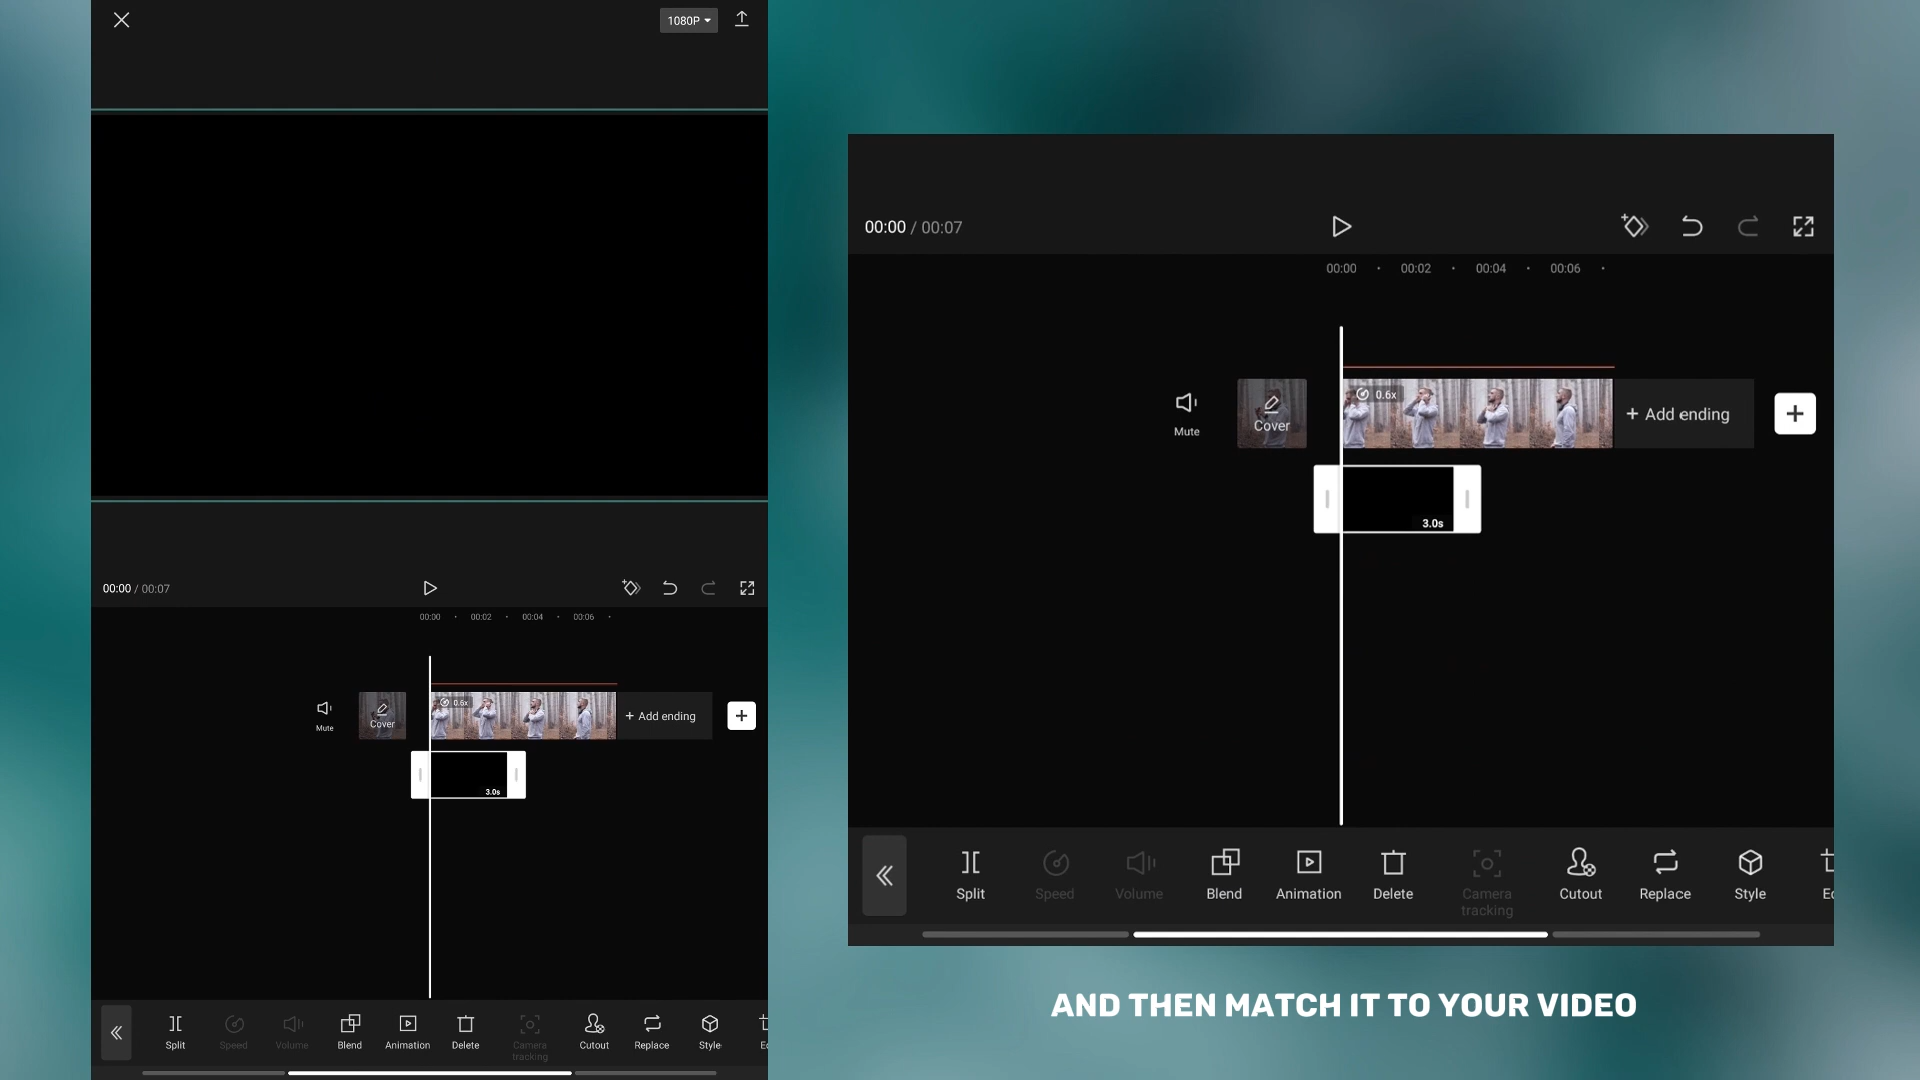 1080P
00:00 / 00:07
00:00 00:02 00:04 00:06
0.6x
Mute
Cover
+ Add ending
3.0s
Split Speed Volume Blend Animation Delete Camera tracking Cutout Replace Style
00:00 / 00:07
00:00 00:02 00:04 00:06
0.6x
Mute
Cover
+ Add ending
3.0s
Split Speed Volume Blend Animation Delete Camera tracking Cutout Replace Style
AND THEN MATCH IT TO YOUR VIDEO